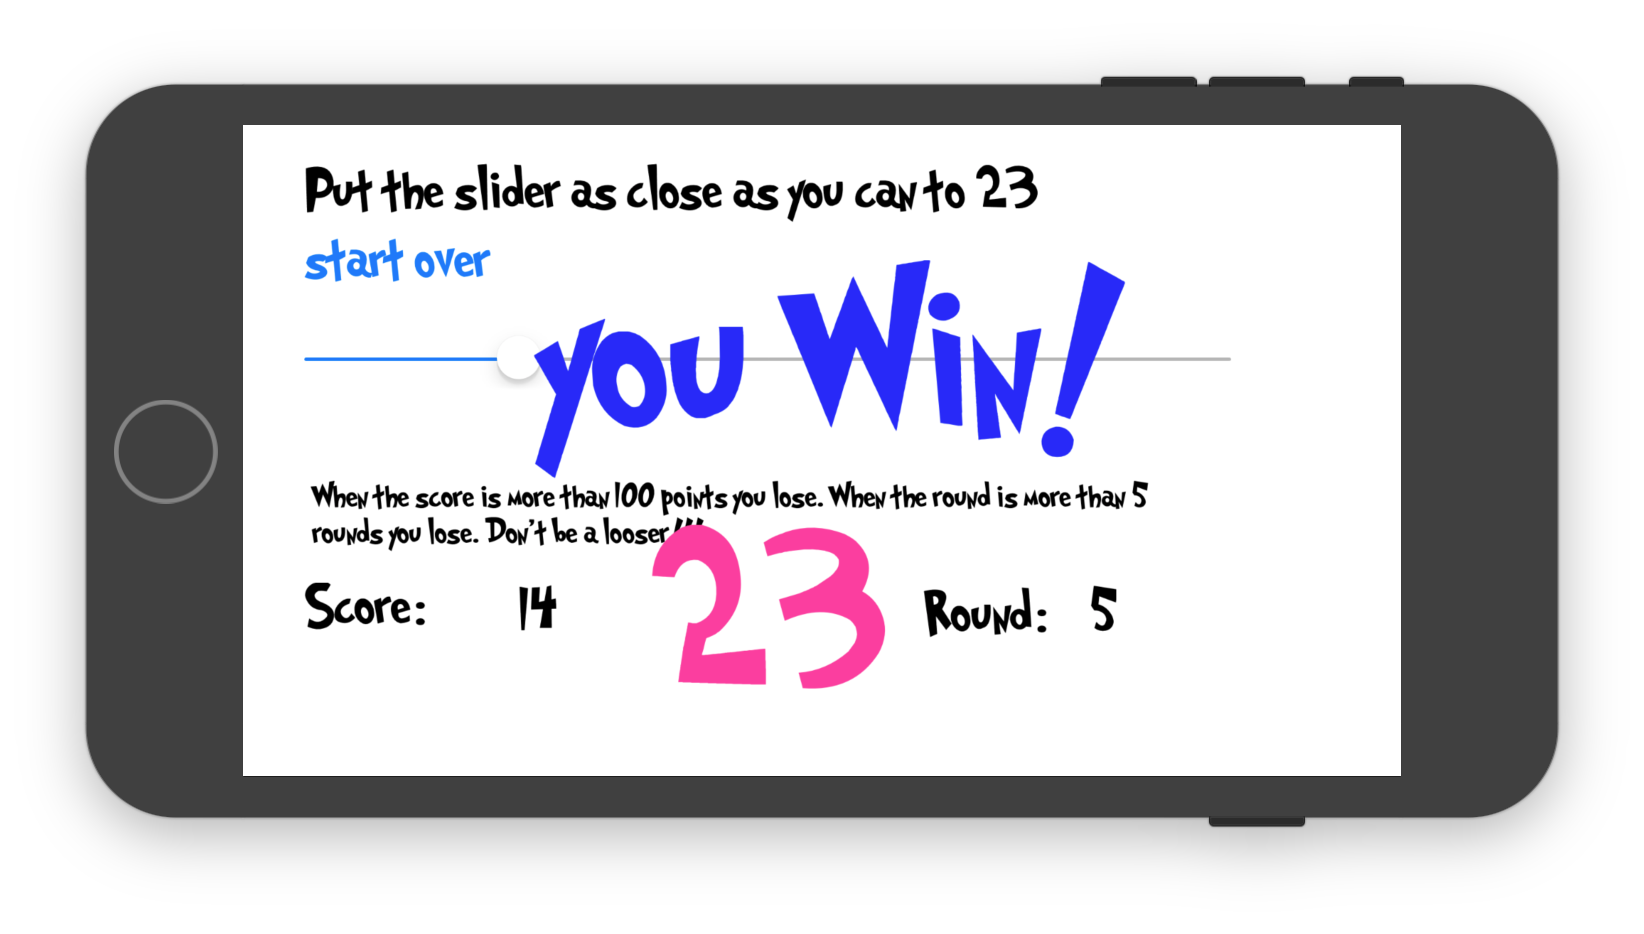 Put the slider as close as you can to 23
start over
you Win!
When the score is more than 100 points you lose. When the round is more than 5
rounds you lose. Don't be a looser!!!
23
Score: 14
Round: 5